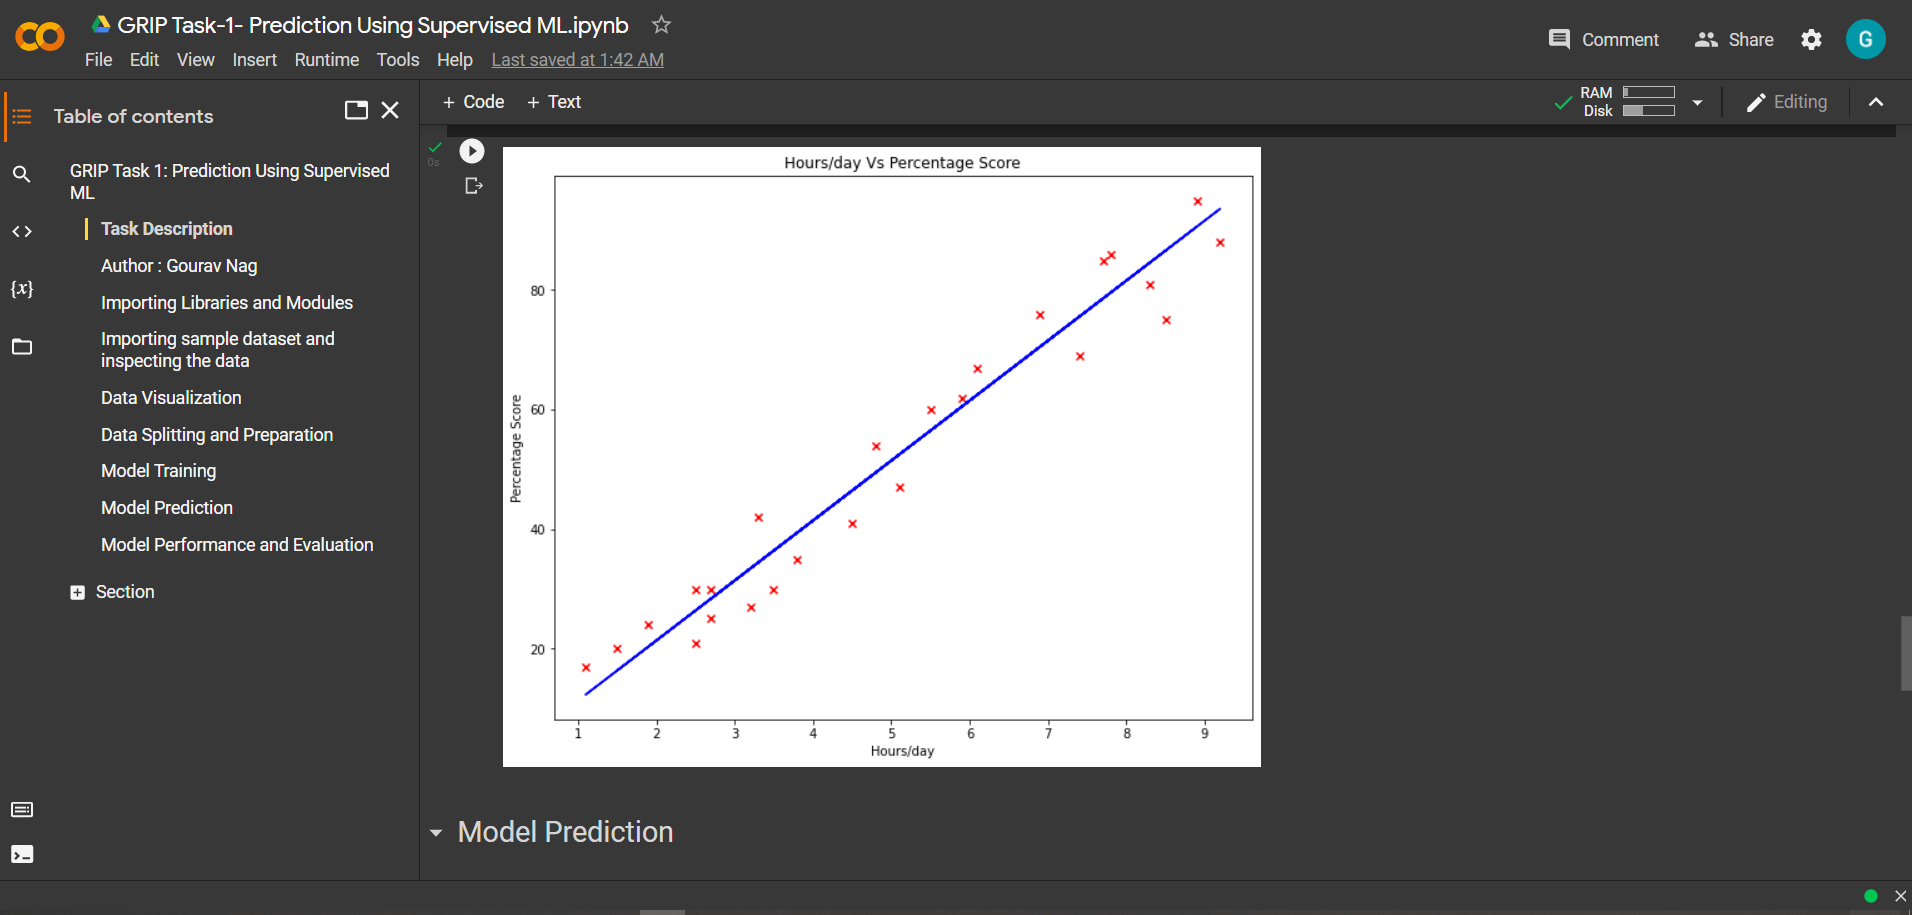 GRIP Task-1- Prediction Using Supervised ML.ipynb
File Edit View Insert Runtime Tools Help Last saved at 1:42 AM
Comment Share G
Table of contents
+ Code + Text
RAM
Disk
Editing
GRIP Task 1: Prediction Using Supervised
ML
Task Description
Author : Gourav Nag
Importing Libraries and Modules
Importing sample dataset and
inspecting the data
Data Visualization
Data Splitting and Preparation
Model Training
Model Prediction
Model Performance and Evaluation
Section
{x}
0s
Hours/day Vs Percentage Score
Percentage Score
80
60
40
20
1 2 3 4 5 6 7 8 9
Hours/day
Model Prediction